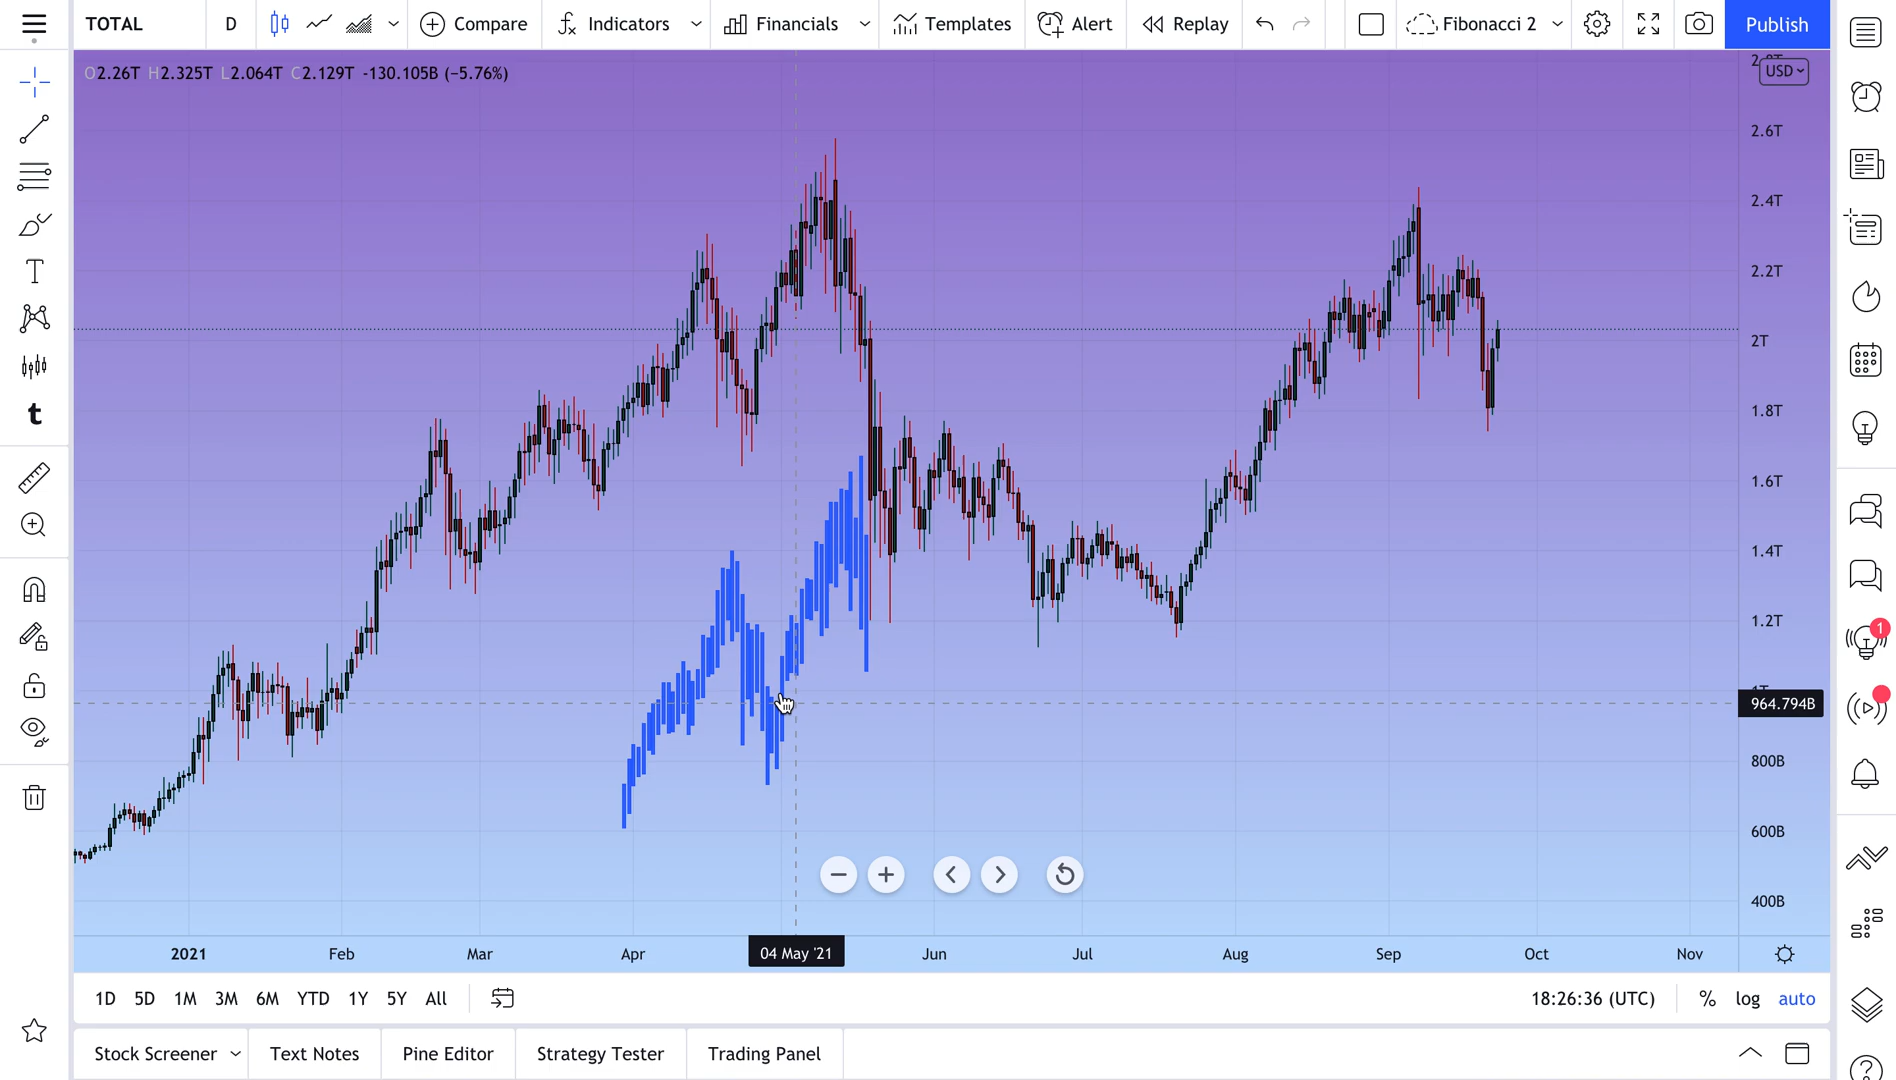 TOTAL
D
Compare
Indicators
Financials
Templates
Alert
Replay
Fibonacci 2
Publish
O2.26T H2.325T L2.064T C2.129T -130.105B (−5.76%)
USD
2.6T
2.4T
2.2T
2T
1.8T
1.6T
1.4T
1.2T
964.794B
800B
600B
400B
1
t
2021
Feb
Mar
Apr
04 May '21
Jun
Jul
Aug
Sep
Oct
Nov
1D 5D 1M 3M 6M YTD 1Y 5Y All
18:26:36 (UTC)
% log auto
Stock Screener
Text Notes
Pine Editor
Strategy Tester
Trading Panel